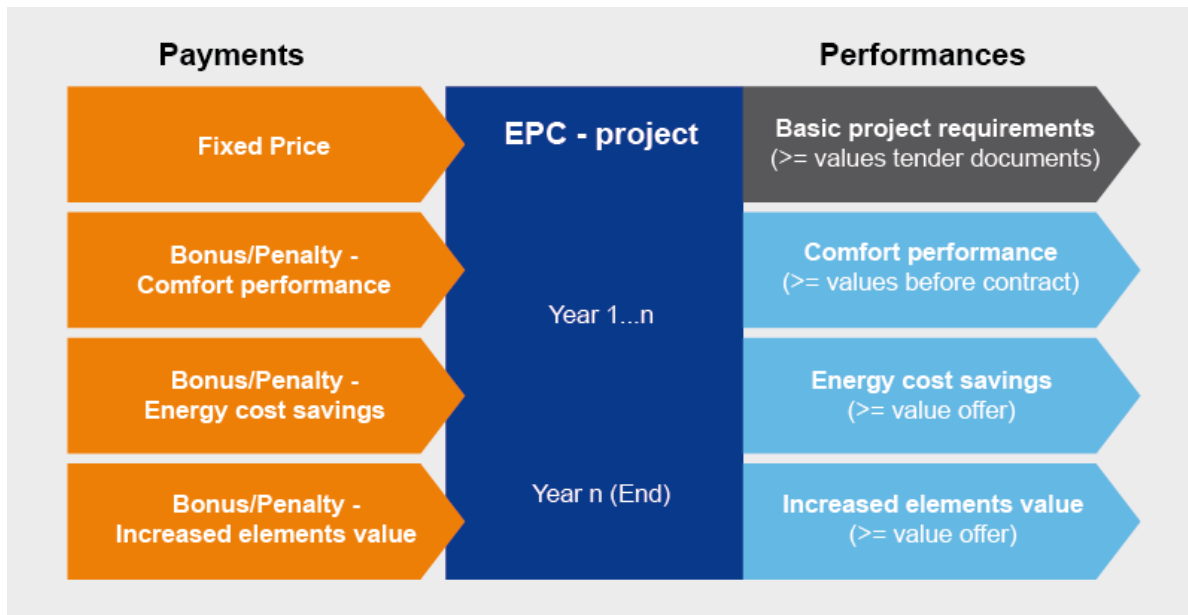 Payments
Performances
Fixed Price
EPC - project
Basic project requirements
(>= values tender documents)
Bonus/Penalty -
Comfort performance
Comfort performance
(>= values before contract)
Year 1...n
Bonus/Penalty -
Energy cost savings
Energy cost savings
(>= value offer)
Year n (End)
Bonus/Penalty -
Increased elements value
Increased elements value
(>= value offer)